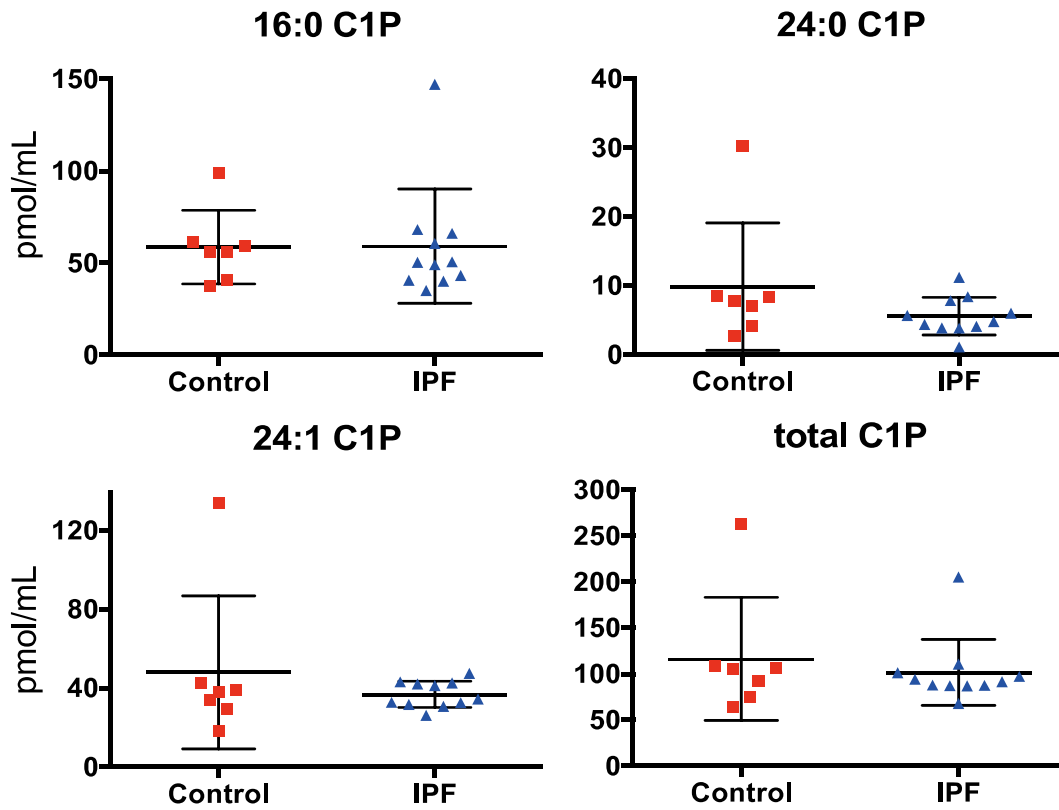 16:0 C1P
pmol/mL
150
100
50
0
Control
IPF
24:0 C1P
40
30
20
10
0
Control
IPF
24:1 C1P
pmol/mL
120
80
40
0
Control
IPF
total C1P
300
250
200
150
100
50
0
Control
IPF